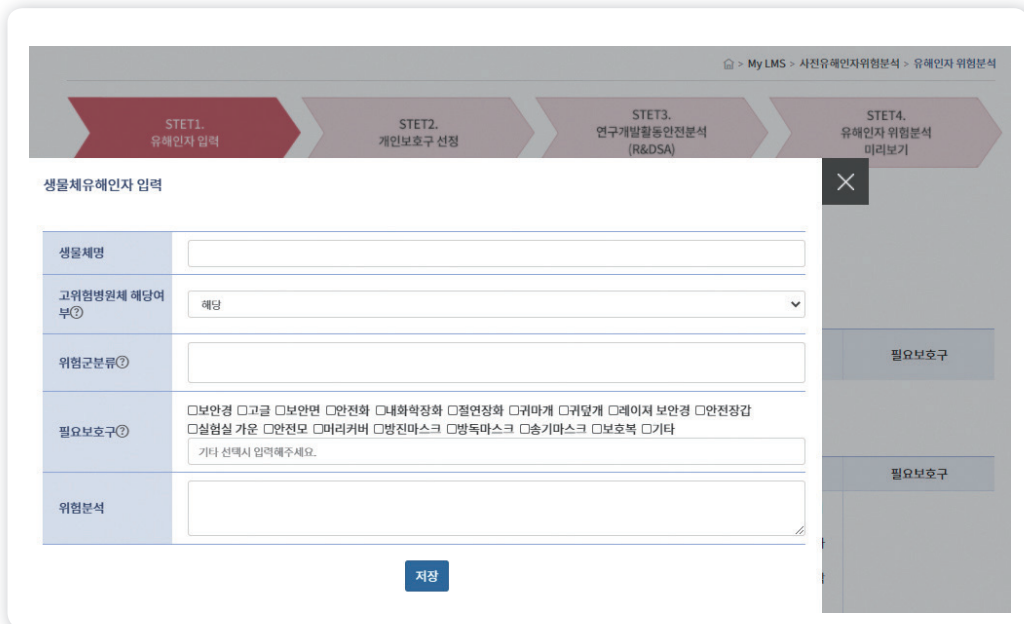 > My LMS > 사전유해인자위험분석 > 유해인자 위험분석
STET1.
유해인자 입력
STET2.
개인보호구 선정
STET3.
연구개발활동안전분석
(R&DSA)
STET4.
유해인자 위험분석
미리보기
생물체유해인자 입력
생물체명
고위험병원체 해당여
부?
해당
위험군분류?
필요보호구?
□보안경 □고글 □보안면 □안전화 □내화학장화 □절연장화 □귀마개 □귀덮개 □레이저 보안경 □안전장갑
□실험실 가운 □안전모 □머리커버 □방진마스크 □방독마스크 □송기마스크 □보호복 □기타
기타 선택시 입력해주세요.
위험분석
저장
필요보호구
필요보호구